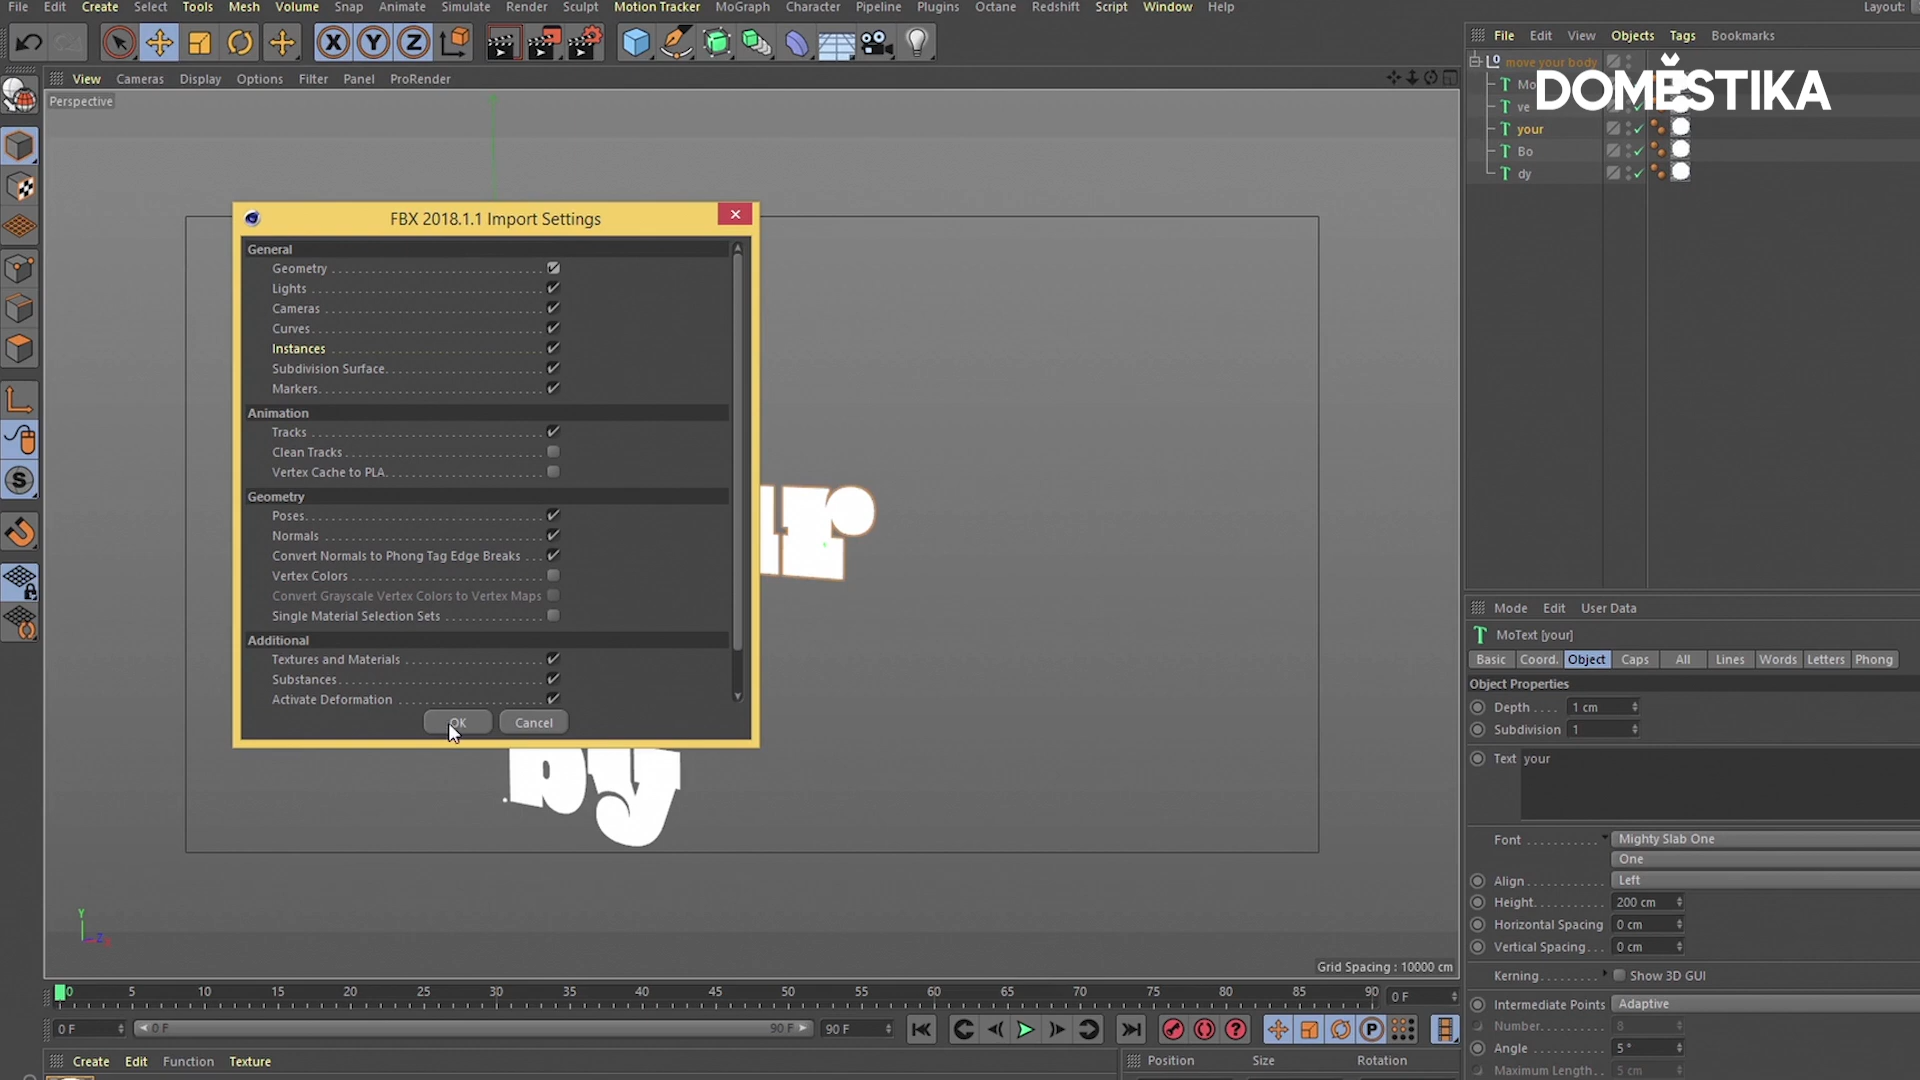 File Edit Create Select Tools Mesh Volume Snap Animate Simulate Render Sculpt Motion Tracker MoGraph Character Pipeline Plugins Octane Redshift Script Window Help Layout:
X Y Z
File Edit View Objects Tags Bookmarks
View Cameras Display Options Filter Panel ProRender
Perspective
move your body
Mo
ve
your
Bo
dy
DOMESTIKA
FBX 2018.1.1 Import Settings
General
Geometry
Lights
Cameras
Curves
Instances
Subdivision Surface
Markers
Animation
Tracks
Clean Tracks
Vertex Cache to PLA
Geometry
Poses
Normals
Convert Normals to Phong Tag Edge Breaks
Vertex Colors
Convert Grayscale Vertex Colors to Vertex Maps
Single Material Selection Sets
Additional
Textures and Materials
Substances
Activate Deformation
OK Cancel
Y
Z
Grid Spacing : 10000 cm
Mode Edit User Data
MoText [your]
Basic Coord. Object Caps All Lines Words Letters Phong
Object Properties
Depth 1 cm
Subdivision 1
Text your
Font Mighty Slab One
One
Align Left
Height 200 cm
Horizontal Spacing 0 cm
Vertical Spacing 0 cm
Kerning Show 3D GUI
Intermediate Points Adaptive
Number 8
Angle 5 °
Maximum Length 5 cm
0 5 10 15 20 25 30 35 40 45 50 55 60 65 70 75 80 85 90 0 F
0 F 0 F 90 F 90 F
P
Create Edit Function Texture
Position Size Rotation